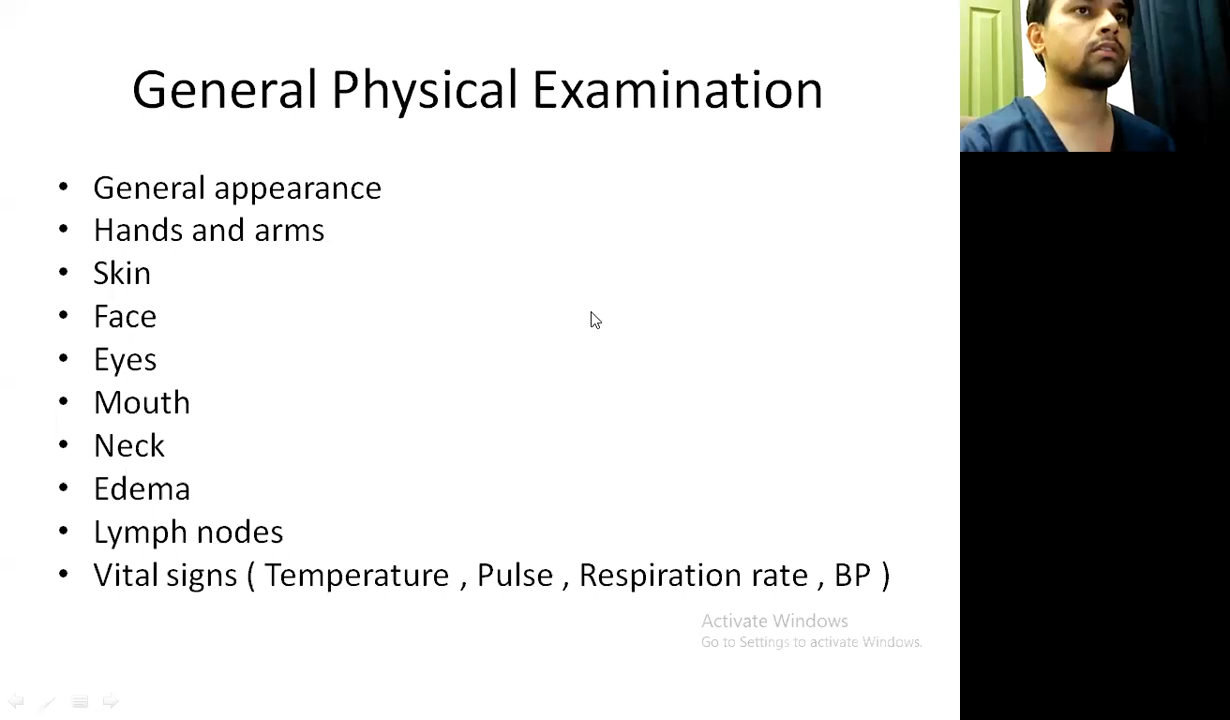 General Physical Examination
• General appearance
• Hands and arms
• Skin
• Face
• Eyes
• Mouth
• Neck
• Edema
• Lymph nodes
• Vital signs ( Temperature , Pulse , Respiration rate , BP )
Activate Windows
Go to Settings to activate Windows.